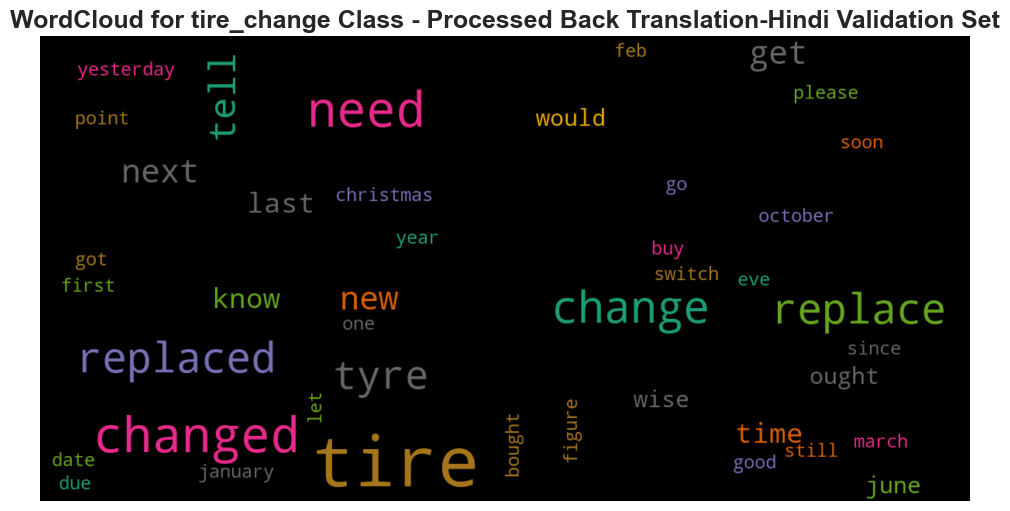 WordCloud for tire_change Class - Processed Back Translation-Hindi Validation Set
feb
get
yesterday
tell
please
need
would
point
soon
next
go
last
christmas
october
year
buy
got
switch
eve
first
know
new
change
replace
one
since
replaced
tyre
ought
wise
let
changed
bought
figure
time
march
still
tire
date
good
january
due
june